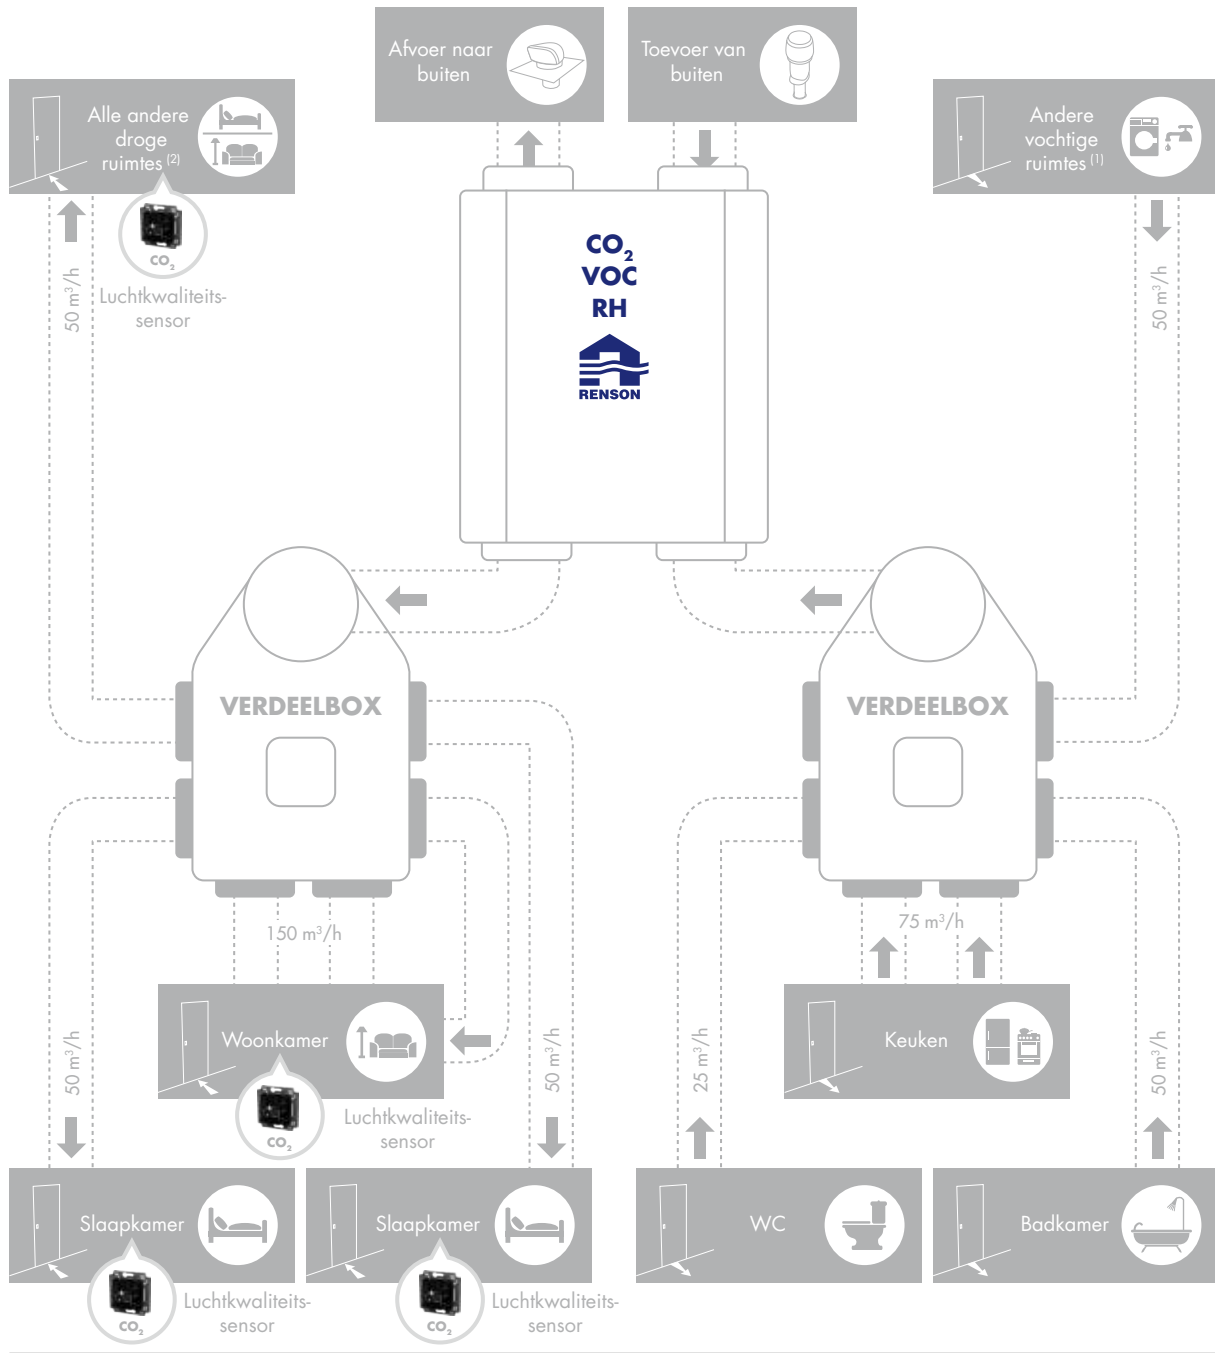 Afvoer naar
buiten
Toevoer van
buiten
Alle andere
droge
ruimtes (2)
CO₂
Luchtkwaliteits-
sensor
50 m³/h
Andere
vochtige
ruimtes (1)
50 m³/h
CO₂
VOC
RH
RENSON
VERDEELBOX
VERDEELBOX
150 m³/h
75 m³/h
50 m³/h
Woonkamer
CO₂
Luchtkwaliteits-
sensor
50 m³/h
25 m³/h
Keuken
50 m³/h
Slaapkamer
CO₂
Luchtkwaliteits-
sensor
Slaapkamer
CO₂
Luchtkwaliteits-
sensor
WC
Badkamer